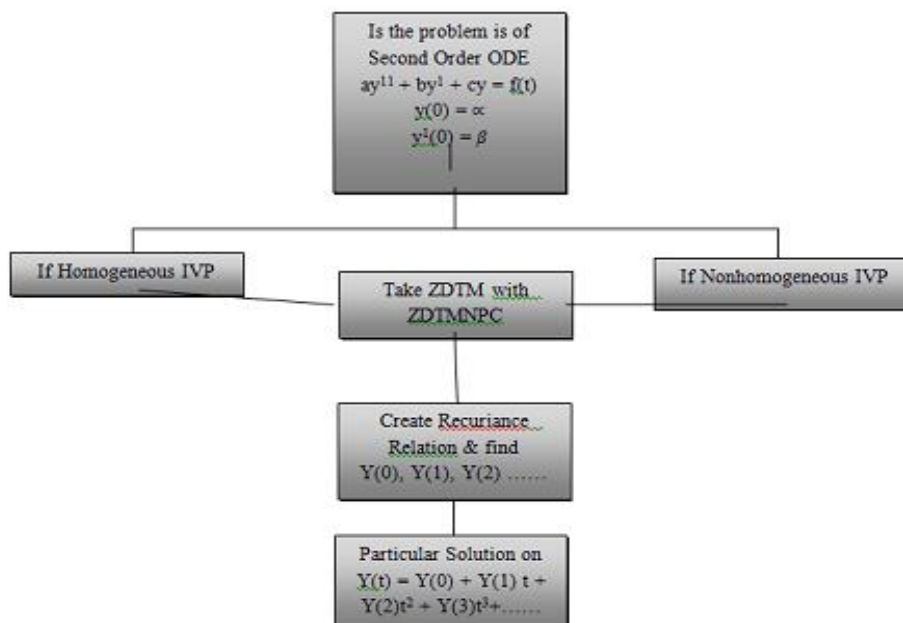 Is the problem is of
Second Order ODE
ay¹¹ + by¹ + cy = f(t)
y(0) = ∝
y¹(0) = β
If Homogeneous IVP
Take ZDTM with
ZDTMNPC
If Nonhomogeneous IVP
Create Recuriance
Relation & find
Y(0), Y(1), Y(2) ……
Particular Solution on
Y(t) = Y(0) + Y(1) t +
Y(2)t² + Y(3)t³+……